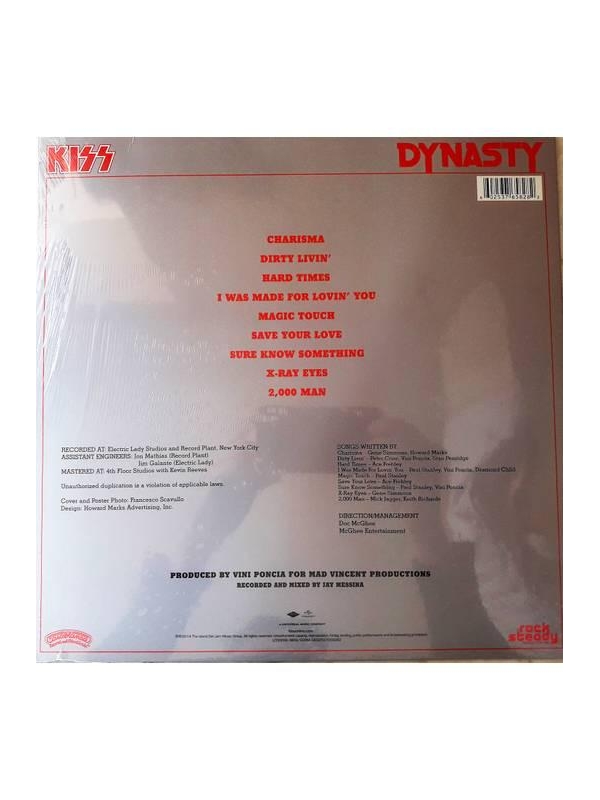 KISS
DYNASTY
CHARISMA
DIRTY LIVIN'
HARD TIMES
I WAS MADE FOR LOVIN' YOU
MAGIC TOUCH
SAVE YOUR LOVE
SURE KNOW SOMETHING
X-RAY EYES
2,000 MAN
RECORDED AT: Electric Lady Studios and Record Plant, New York City
ASSISTANT ENGINEERS: Jon Mathias (Record Plant)
Jim Galante (Electric Lady)
MASTERED AT: 4th Floor Studios with Kevin Reeves
Unauthorized duplication is a violation of applicable laws.
Cover and Poster Photo: Francesco Scavullo
Design: Howard Marks Advertising, Inc.
SONGS WRITTEN BY
Charisma – Gene Simmons, Howard Marks
Dirty Livin' – Peter Criss, Vini Poncia, Stan Penridge
Hard Times – Ace Frehley
I Was Made For Lovin' You – Paul Stanley, Vini Poncia, Desmond Child
Magic Touch – Paul Stanley
Save Your Love – Ace Frehley
Sure Know Something – Paul Stanley, Vini Poncia
X-Ray Eyes – Gene Simmons
2,000 Man – Mick Jagger, Keith Richards
DIRECTION/MANAGEMENT
Doc McGhee
McGhee Entertainment
PRODUCED BY VINI PONCIA FOR MAD VINCENT PRODUCTIONS
RECORDED AND MIXED BY JAY MESSINA
A UNIVERSAL MUSIC COMPANY
rock
steady